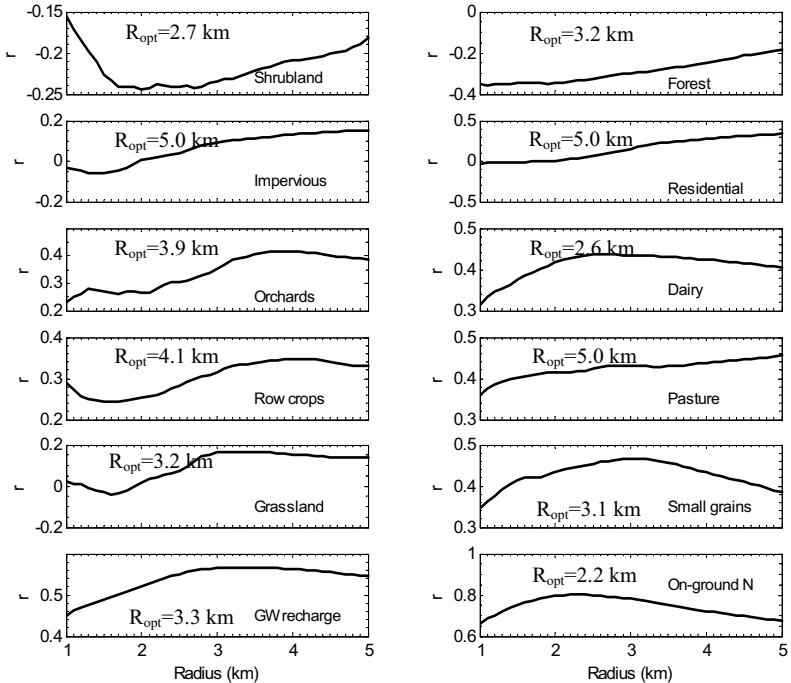 -0.15
r
-0.25
R_opt=2.7 km
Shrubland
0
r
-0.2
-0.4
R_opt=3.2 km
Forest
0.2
r
0
-0.2
R_opt=5.0 km
Impervious
0.5
r
0
-0.5
R_opt=5.0 km
Residential
r
0.4
0.3
0.2
R_opt=3.9 km
Orchards
0.5
r
0.4
0.3
R_opt=2.6 km
Dairy
0.4
r
0.3
0.2
R_opt=4.1 km
Row crops
0.5
r
0.4
0.3
R_opt=5.0 km
Pasture
0.2
r
0
-0.2
R_opt=3.2 km
Grassland
0.5
r
0.4
0.3
R_opt=3.1 km
Small grains
r
0.5
0.4
R_opt=3.3 km
GW recharge
1 2 3 4 5
Radius (km)
1
r
0.8
0.6
R_opt=2.2 km
On-ground N
1 2 3 4 5
Radius (km)